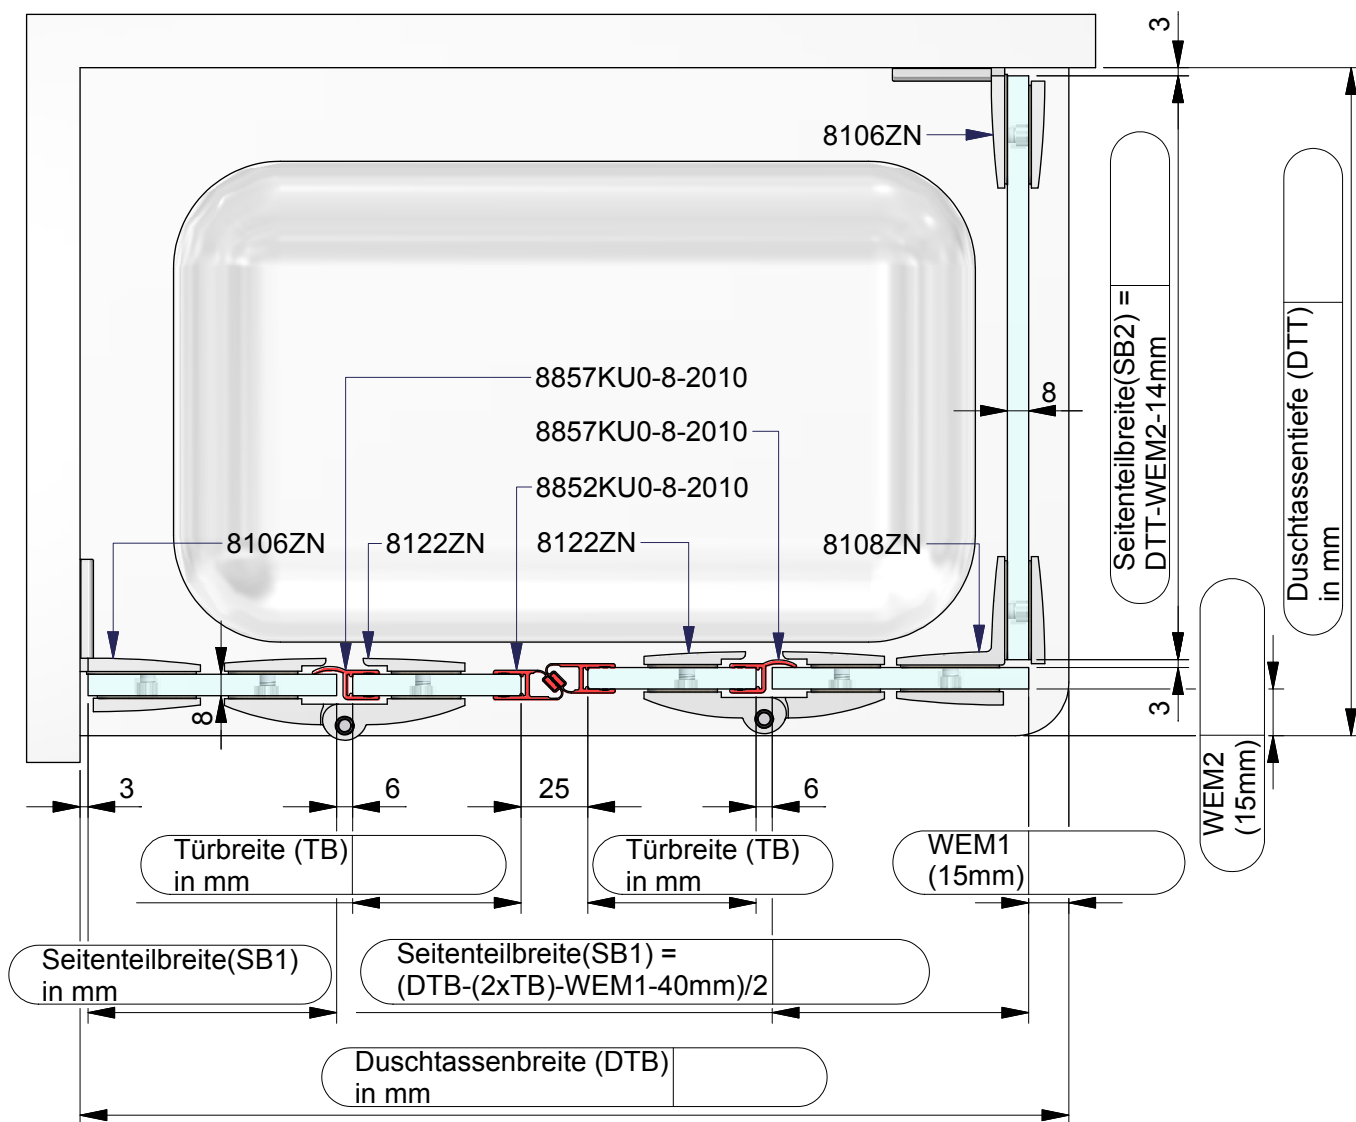 3
8106ZN
Seitenteilbreite(SB2) =
DTT-WEM2-14mm
Duschtassentiefe (DTT)
in mm
8857KU0-8-2010
8
8857KU0-8-2010
8852KU0-8-2010
8106ZN
8122ZN
8122ZN
8108ZN
8
3
WEM2
(15mm)
3
6
25
6
Türbreite (TB)
in mm
Türbreite (TB)
in mm
WEM1
(15mm)
Seitenteilbreite(SB1)
in mm
Seitenteilbreite(SB1) =
(DTB-(2xTB)-WEM1-40mm)/2
Duschtassenbreite (DTB)
in mm